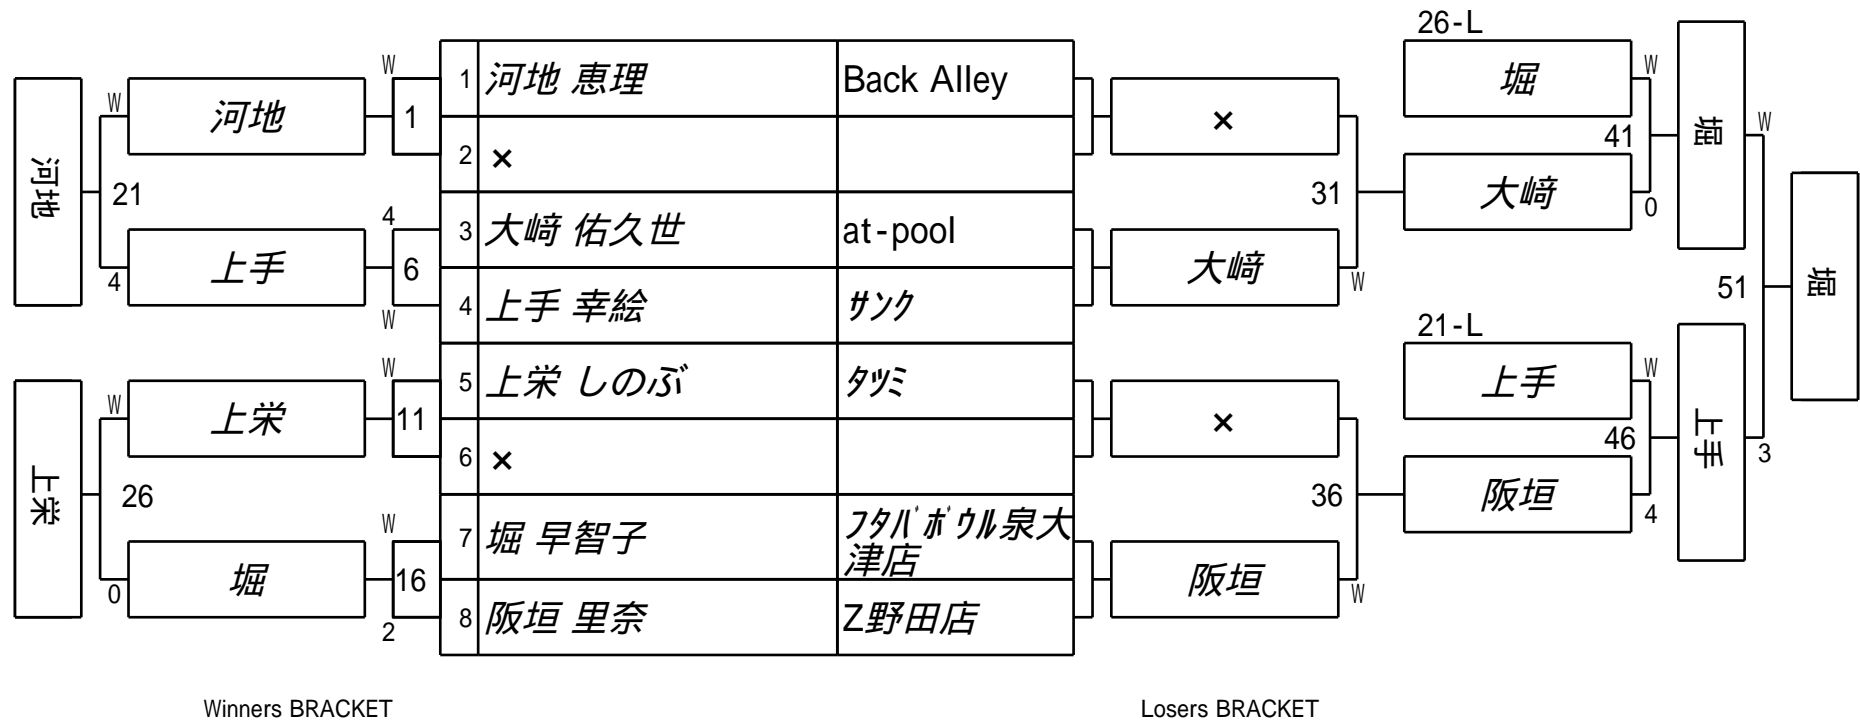 26-L
W
W
1 河地 恵理 Back Alley
堀
W
W
河地
1
×
41
堀
W
2 ×
河地
21
31
大﨑
0
4
3 大﨑 佑久世 at-pool
堀
4
上手
6
大﨑
W
51
W
4 上手 幸絵 ｻﾝｸ
21-L
W
W
5 上栄 しのぶ ﾀﾂﾐ
上手
W
上栄
11
×
46
上手
3
6 ×
上栄
26
36
阪垣
4
W
7 堀 早智子 ﾌﾀﾊﾞﾎﾞｳﾙ泉大
津店
0
堀
16
阪垣
W
2
8 阪垣 里奈 Z野田店
Winners BRACKET
Losers BRACKET